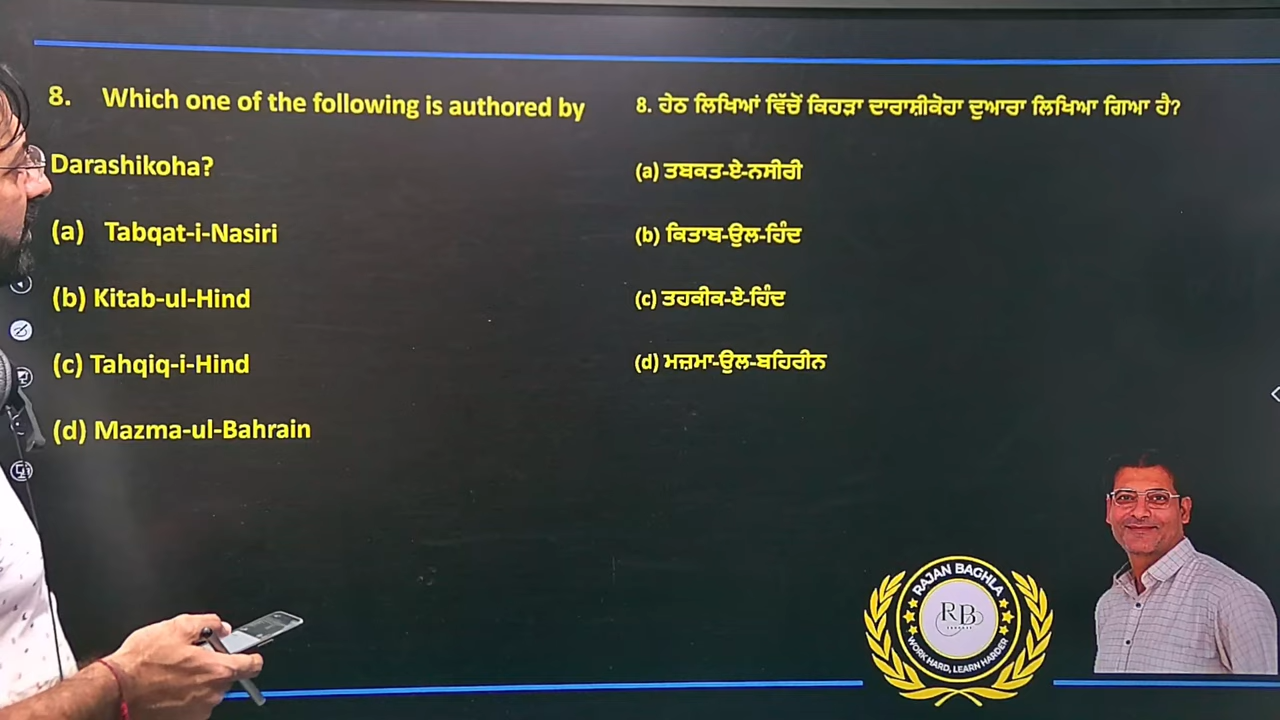 8. Which one of the following is authored by
Darashikoha?
(a) Tabqat-i-Nasiri
(b) Kitab-ul-Hind
(c) Tahqiq-i-Hind
(d) Mazma-ul-Bahrain
8. ਹੇਠ ਲਿਖਿਆਂ ਵਿੱਚੋਂ ਕਿਹੜਾ ਦਾਰਾਸ਼ੀਕੋਹਾ ਦੁਆਰਾ ਲਿਖਿਆ ਗਿਆ ਹੈ?
(a) ਤਬਕਤ-ਏ-ਨਸੀਰੀ
(b) ਕਿਤਾਬ-ਉਲ-ਹਿੰਦ
(c) ਤਹਕੀਕ-ਏ-ਹਿੰਦ
(d) ਮਜ਼ਮਾ-ਉਲ-ਬਹਿਰੀਨ
RAJAN BAGHLA
RB
WORK HARD, LEARN HARDER